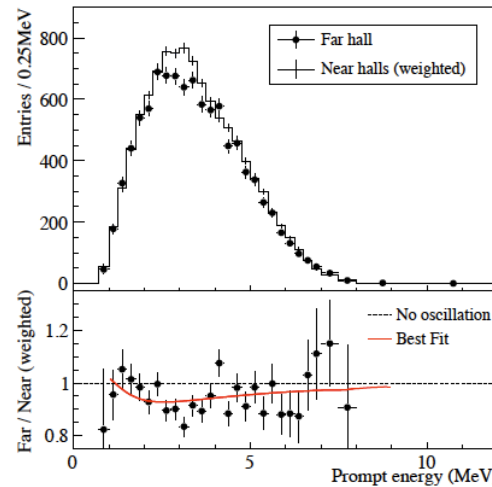 Entries / 0.25MeV
800
600
400
200
0
Far hall
Near halls (weighted)
Far / Near (weighted)
1.2
1
0.8
No oscillation
Best Fit
0
5
10
Prompt energy (MeV